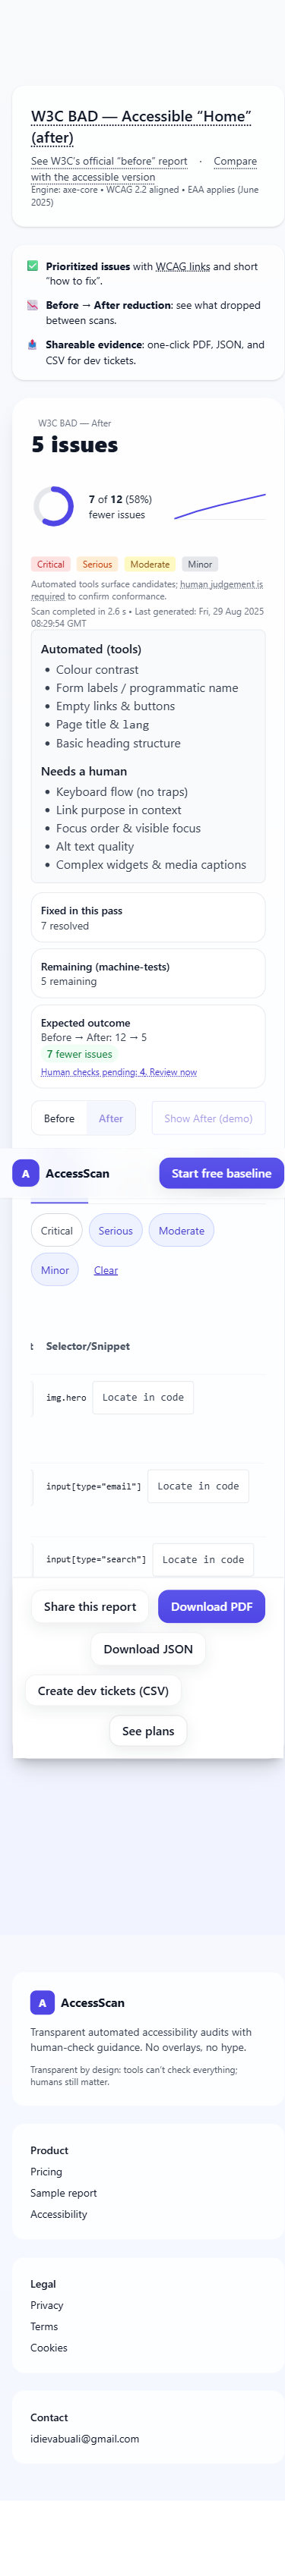 W3C BAD — Accessible “Home”
(after)
See W3C’s official “before” report · Compare
with the accessible version
Engine: axe-core • WCAG 2.2 aligned • EAA applies (June
2025)
Prioritized issues with WCAG links and short
“how to fix”.
Before → After reduction: see what dropped
between scans.
Shareable evidence: one-click PDF, JSON, and
CSV for dev tickets.
W3C BAD — After
5 issues
7 of 12 (58%)
fewer issues
Critical Serious Moderate Minor
Automated tools surface candidates; human judgement is
required to confirm conformance.
Scan completed in 2.6 s • Last generated: Fri, 29 Aug 2025
08:29:54 GMT
Automated (tools)
• Colour contrast
• Form labels / programmatic name
• Empty links & buttons
• Page title & lang
• Basic heading structure
Needs a human
• Keyboard flow (no traps)
• Link purpose in context
• Focus order & visible focus
• Alt text quality
• Complex widgets & media captions
Fixed in this pass
7 resolved
Remaining (machine-tests)
5 remaining
Expected outcome
Before → After: 12 → 5
7 fewer issues
Human checks pending: 4. Review now
Before After Show After (demo)
A AccessScan Start free baseline
Critical Serious Moderate
Minor Clear
t Selector/Snippet
img.hero Locate in code
input[type="email"] Locate in code
input[type="search"] Locate in code
Share this report Download PDF
Download JSON
Create dev tickets (CSV)
See plans
A AccessScan
Transparent automated accessibility audits with
human-check guidance. No overlays, no hype.
Transparent by design: tools can’t check everything;
humans still matter.
Product
Pricing
Sample report
Accessibility
Legal
Privacy
Terms
Cookies
Contact
idievabuali@gmail.com